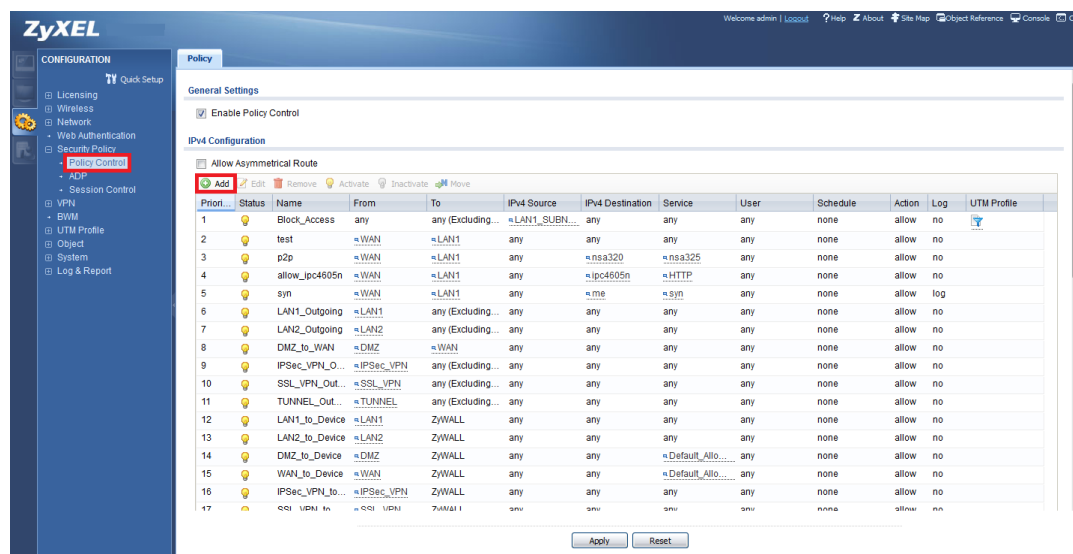 ZyXEL
Welcome admin | Logout ?Help Z About Site Map Object Reference Console
CONFIGURATION
Quick Setup
Licensing
Wireless
Network
Web Authentication
Security Policy
Policy Control
ADP
Session Control
VPN
BWM
UTM Profile
Object
System
Log & Report
Policy
General Settings
Enable Policy Control
IPv4 Configuration
Allow Asymmetrical Route
Add Edit Remove Activate Inactivate Move
Priori... Status Name From To IPv4 Source IPv4 Destination Service User Schedule Action Log UTM Profile
1 Block_Access any any (Excluding... LAN1_SUBN... any any any none allow no
2 test WAN LAN1 any any any any none allow no
3 p2p WAN LAN1 any nsa320 nsa325 any none allow no
4 allow_ipc4605n WAN LAN1 any ipc4605n HTTP any none allow no
5 syn WAN LAN1 any me syn any none allow log
6 LAN1_Outgoing LAN1 any (Excluding... any any any any none allow no
7 LAN2_Outgoing LAN2 any (Excluding... any any any any none allow no
8 DMZ_to_WAN DMZ WAN any any any any none allow no
9 IPSec_VPN_O... IPSec_VPN any (Excluding... any any any any none allow no
10 SSL_VPN_Out... SSL_VPN any (Excluding... any any any any none allow no
11 TUNNEL_Out... TUNNEL any (Excluding... any any any any none allow no
12 LAN1_to_Device LAN1 ZyWALL any any any any none allow no
13 LAN2_to_Device LAN2 ZyWALL any any any any none allow no
14 DMZ_to_Device DMZ ZyWALL any any Default_Allo... any none allow no
15 WAN_to_Device WAN ZyWALL any any Default_Allo... any none allow no
16 IPSec_VPN_to... IPSec_VPN ZyWALL any any any any none allow no
17 SSL_VPN_to SSL_VPN ZyWALL any any any any none allow no
Apply Reset